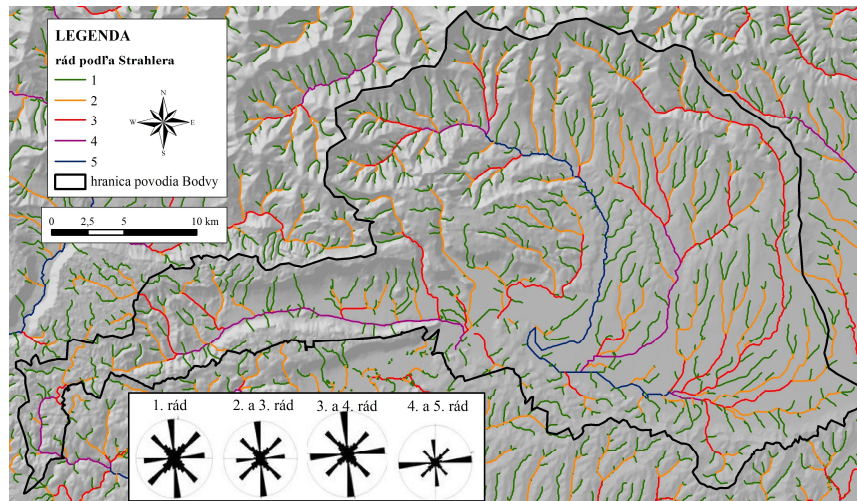 LEGENDA
rád podľa Strahlera
1
2
3
4
5
N
W E
S
hranica povodia Bodvy
0 2,5 5 10 km
1. rád 2. a 3. rád 3. a 4. rád 4. a 5. rád